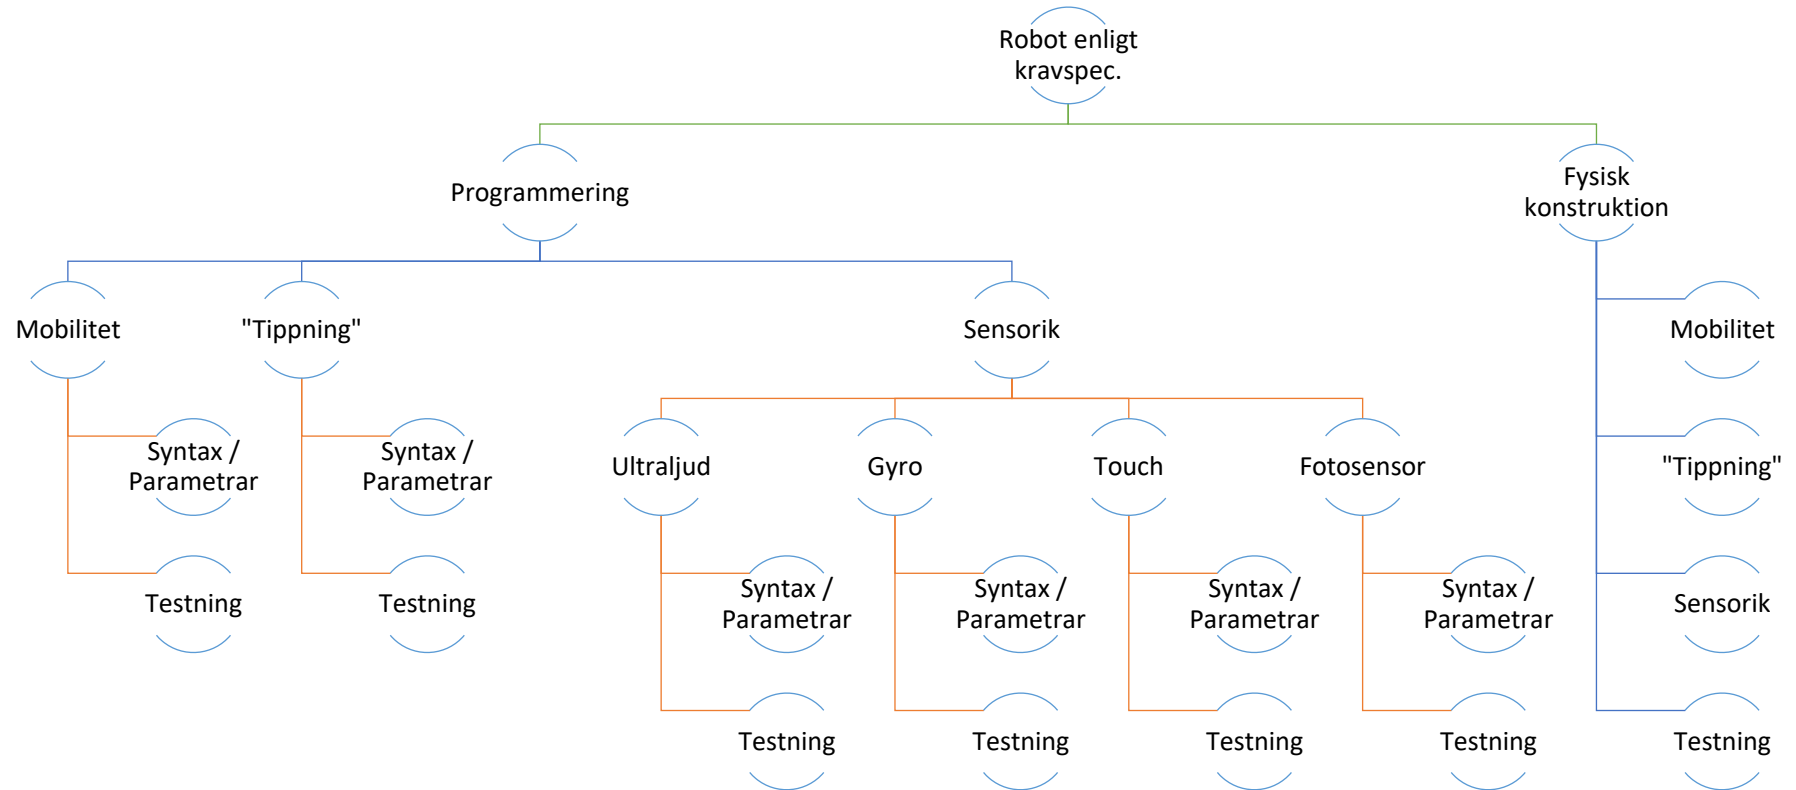 Robot enligt
kravspec.
Programmering
Fysisk
konstruktion
Mobilitet
"Tippning"
Sensorik
Mobilitet
Syntax /
Parametrar
Syntax /
Parametrar
Ultraljud
Gyro
Touch
Fotosensor
"Tippning"
Testning
Testning
Syntax /
Parametrar
Syntax /
Parametrar
Syntax /
Parametrar
Syntax /
Parametrar
Sensorik
Testning
Testning
Testning
Testning
Testning